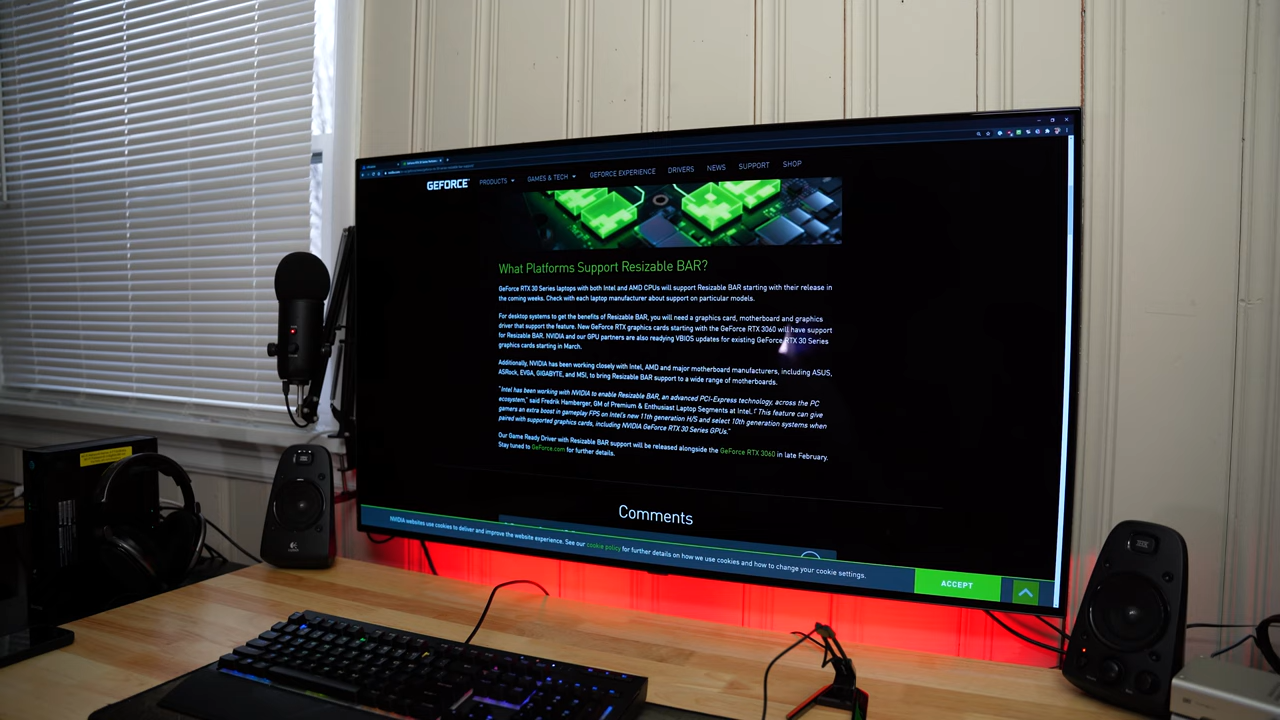 GEFORCE PRODUCTS GAMES & TECH GEFORCE EXPERIENCE DRIVERS NEWS SUPPORT SHOP
What Platforms Support Resizable BAR?
GeForce RTX 30 Series laptops with both Intel and AMD CPUs will support Resizable BAR starting with their release in
the coming weeks. Check with each laptop manufacturer about support on particular models.
For desktop systems to get the benefits of Resizable BAR, you will need a graphics card, motherboard and graphics
driver that support the feature. New GeForce RTX graphics cards starting with the GeForce RTX 3060 will have support
for Resizable BAR. NVIDIA and our GPU partners are also readying VBIOS updates for existing GeForce RTX 30 Series
graphics cards starting in March.
Additionally, NVIDIA has been working closely with Intel, AMD and major motherboard manufacturers, including ASUS,
ASRock, EVGA, GIGABYTE, and MSI, to bring Resizable BAR support to a wide range of motherboards.
"Intel has been working with NVIDIA to enable Resizable BAR, an advanced PCI-Express technology, across the PC
ecosystem," said Fredrik Hamberger, GM of Premium & Enthusiast Laptop Segments at Intel. "This feature can give
gamers an extra boost in gameplay FPS on Intel's new 11th generation H/S and select 10th generation systems when
paired with supported graphics cards, including NVIDIA GeForce RTX 30 Series GPUs."
Our Game Ready Driver with Resizable BAR support will be released alongside the GeForce RTX 3060 in late February.
Stay tuned to GeForce.com for further details.
Comments
NVIDIA websites use cookies to deliver and improve the website experience. See our cookie policy for further details on how we use cookies and how to change your cookie settings.
ACCEPT